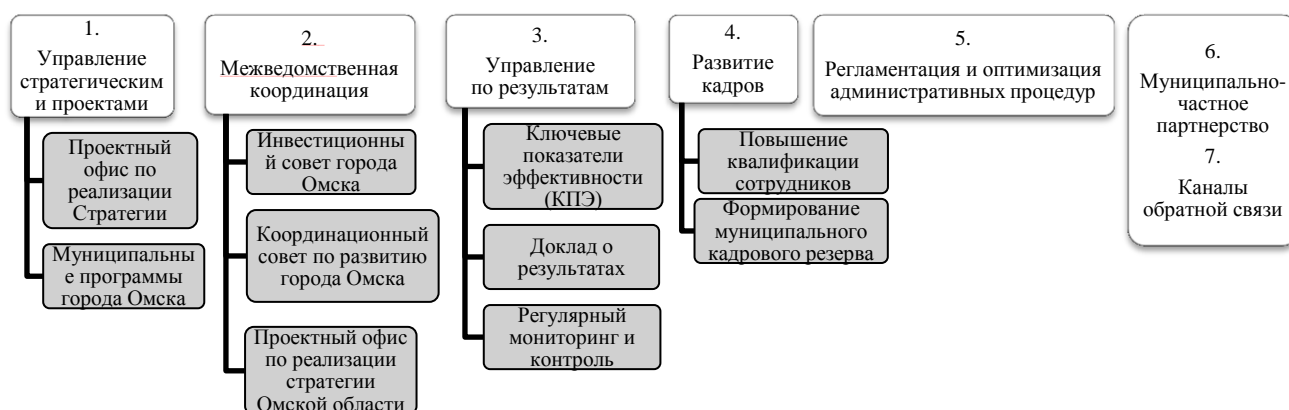 1.
Управление
стратегическим
и проектами
Проектный
офис по
реализации
Стратегии
Муниципальны
е программы
города Омска
2.
Межведомственная
координация
Инвестиционны
й совет города
Омска
Координационный
совет по развитию
города Омска
Проектный офис
по реализации
стратегии
Омской области
3.
Управление
по результатам
Ключевые
показатели
эффективности
(КПЭ)
Доклад о
результатах
Регулярный
мониторинг и
контроль
4.
Развитие
кадров
Повышение
квалификации
сотрудников
Формирование
муниципального
кадрового резерва
5.
Регламентация и оптимизация
административных процедур
6.
Муниципально-
частное
партнерство
7.
Каналы
обратной связи